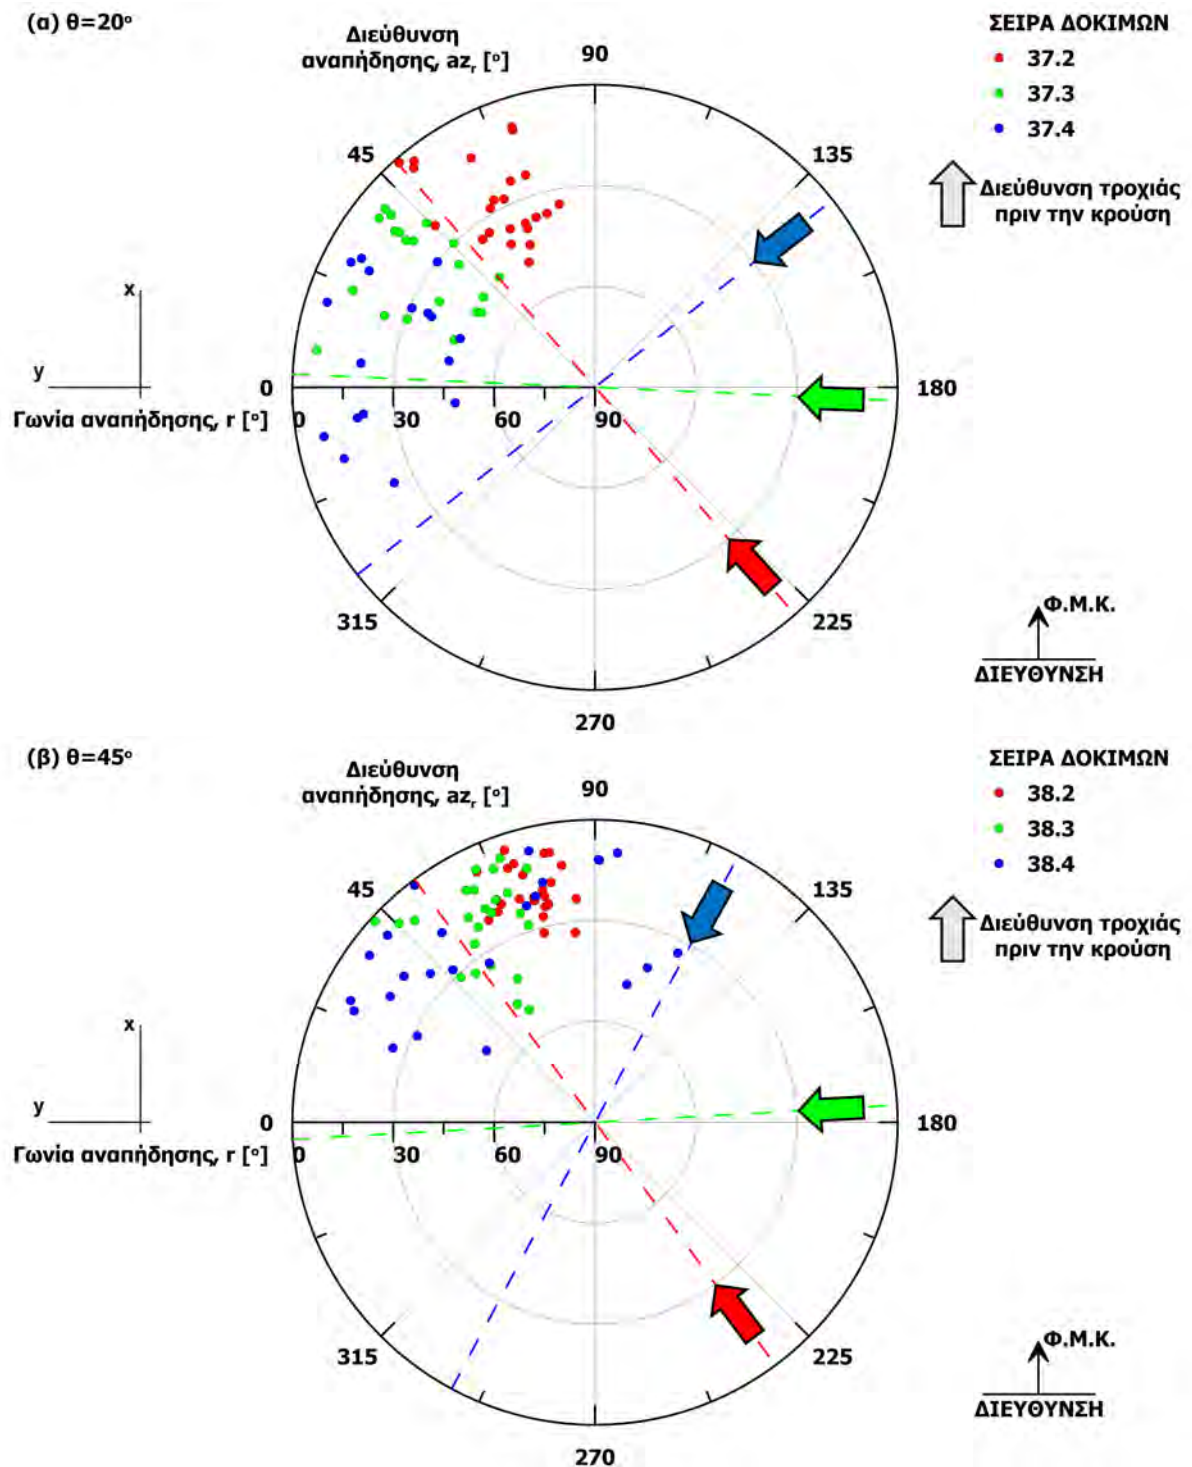 (α) θ=20°
Διεύθυνση
αναπήδησης, az_r [°]
90
ΣΕΙΡΑ ΔΟΚΙΜΩΝ
37.2
37.3
37.4
45
135
Διεύθυνση τροχιάς
πριν την κρούση
x
y
0
180
Γωνία αναπήδησης, r [°]
0
30
60
90
315
225
Φ.Μ.Κ.
ΔΙΕΥΘΥΝΣΗ
270
(β) θ=45°
Διεύθυνση
αναπήδησης, az_r [°]
90
ΣΕΙΡΑ ΔΟΚΙΜΩΝ
38.2
38.3
38.4
45
135
Διεύθυνση τροχιάς
πριν την κρούση
x
y
0
180
Γωνία αναπήδησης, r [°]
0
30
60
90
315
225
Φ.Μ.Κ.
ΔΙΕΥΘΥΝΣΗ
270